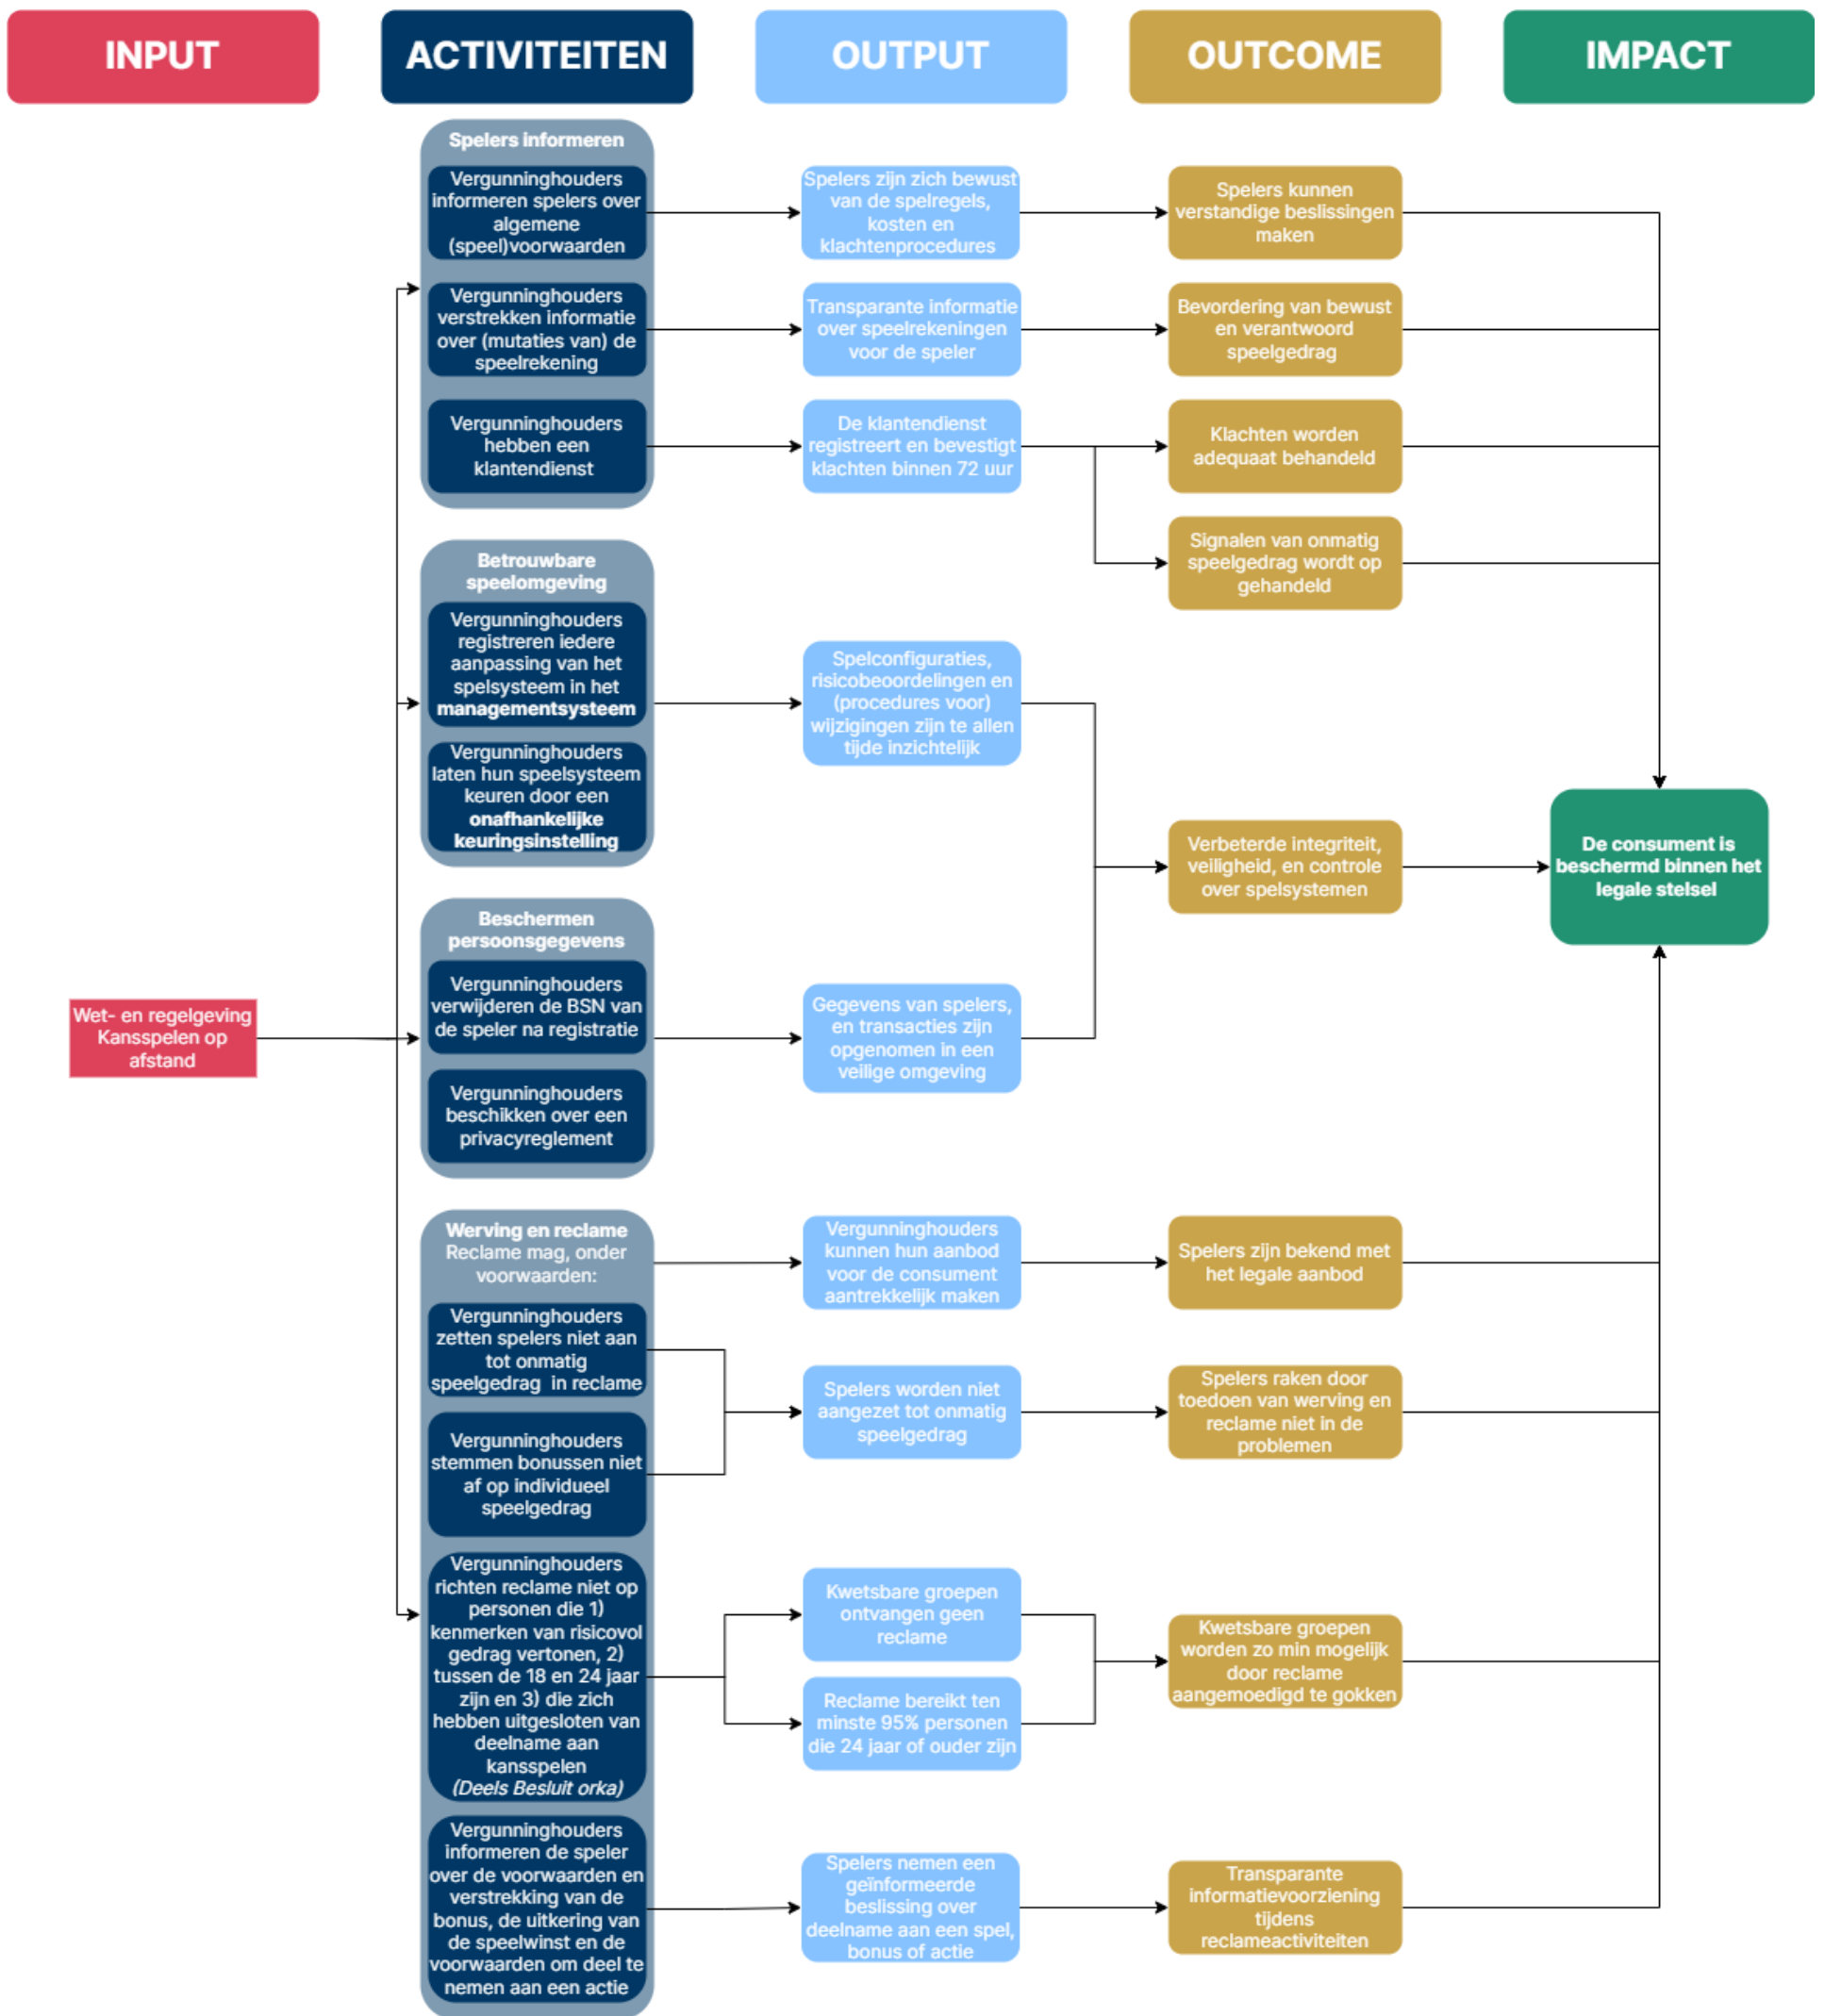 INPUT
ACTIVITEITEN
OUTPUT
OUTCOME
IMPACT
Spelers informeren
Vergunninghouders
informeren spelers over
algemene
(speel)voorwaarden
Spelers zijn zich bewust
van de spelregels,
kosten en
klachtenprocedures
Spelers kunnen
verstandige beslissingen
maken
Vergunninghouders
verstrekken informatie
over (mutaties van) de
speelrekening
Transparante informatie
over speelrekeningen
voor de speler
Bevordering van bewust
en verantwoord
speelgedrag
Vergunninghouders
hebben een
klantendienst
De klantendienst
registreert en bevestigt
klachten binnen 72 uur
Klachten worden
adequaat behandeld
Signalen van onmatig
speelgedrag wordt op
gehandeld
Betrouwbare
speelomgeving
Vergunninghouders
registreren iedere
aanpassing van het
spelsysteem in het
managementsysteem
Vergunninghouders
laten hun speelsysteem
keuren door een
onafhankelijke
keuringsinstelling
Spelconfiguraties,
risicobeoordelingen en
(procedures voor)
wijzigingen zijn te allen
tijde inzichtelijk
Verbeterde integriteit,
veiligheid, en controle
over spelsystemen
De consument is
beschermd binnen het
legale stelsel
Beschermen
persoonsgegevens
Wet- en regelgeving
Kansspelen op
afstand
Vergunninghouders
verwijderen de BSN van
de speler na registratie
Vergunninghouders
beschikken over een
privacyreglement
Gegevens van spelers,
en transacties zijn
opgenomen in een
veilige omgeving
Werving en reclame
Reclame mag, onder
voorwaarden:
Vergunninghouders
kunnen hun aanbod
voor de consument
aantrekkelijk maken
Spelers zijn bekend met
het legale aanbod
Vergunninghouders
zetten spelers niet aan
tot onmatig
speelgedrag in reclame
Vergunninghouders
stemmen bonussen niet
af op individueel
speelgedrag
Spelers worden niet
aangezet tot onmatig
speelgedrag
Spelers raken door
toedoen van werving en
reclame niet in de
problemen
Vergunninghouders
richten reclame niet op
personen die 1)
kenmerken van risicovol
gedrag vertonen, 2)
tussen de 18 en 24 jaar
zijn en 3) die zich
hebben uitgesloten van
deelname aan
kansspelen
(Deels Besluit orka)
Kwetsbare groepen
ontvangen geen
reclame
Reclame bereikt ten
minste 95% personen
die 24 jaar of ouder zijn
Kwetsbare groepen
worden zo min mogelijk
door reclame
aangemoedigd te gokken
Vergunninghouders
informeren de speler
over de voorwaarden en
verstrekking van de
bonus, de uitkering van
de speelwinst en de
voorwaarden om deel te
nemen aan een actie
Spelers nemen een
geïnformeerde
beslissing over
deelname aan een spel,
bonus of actie
Transparante
informatievoorziening
tijdens
reclameactiviteiten